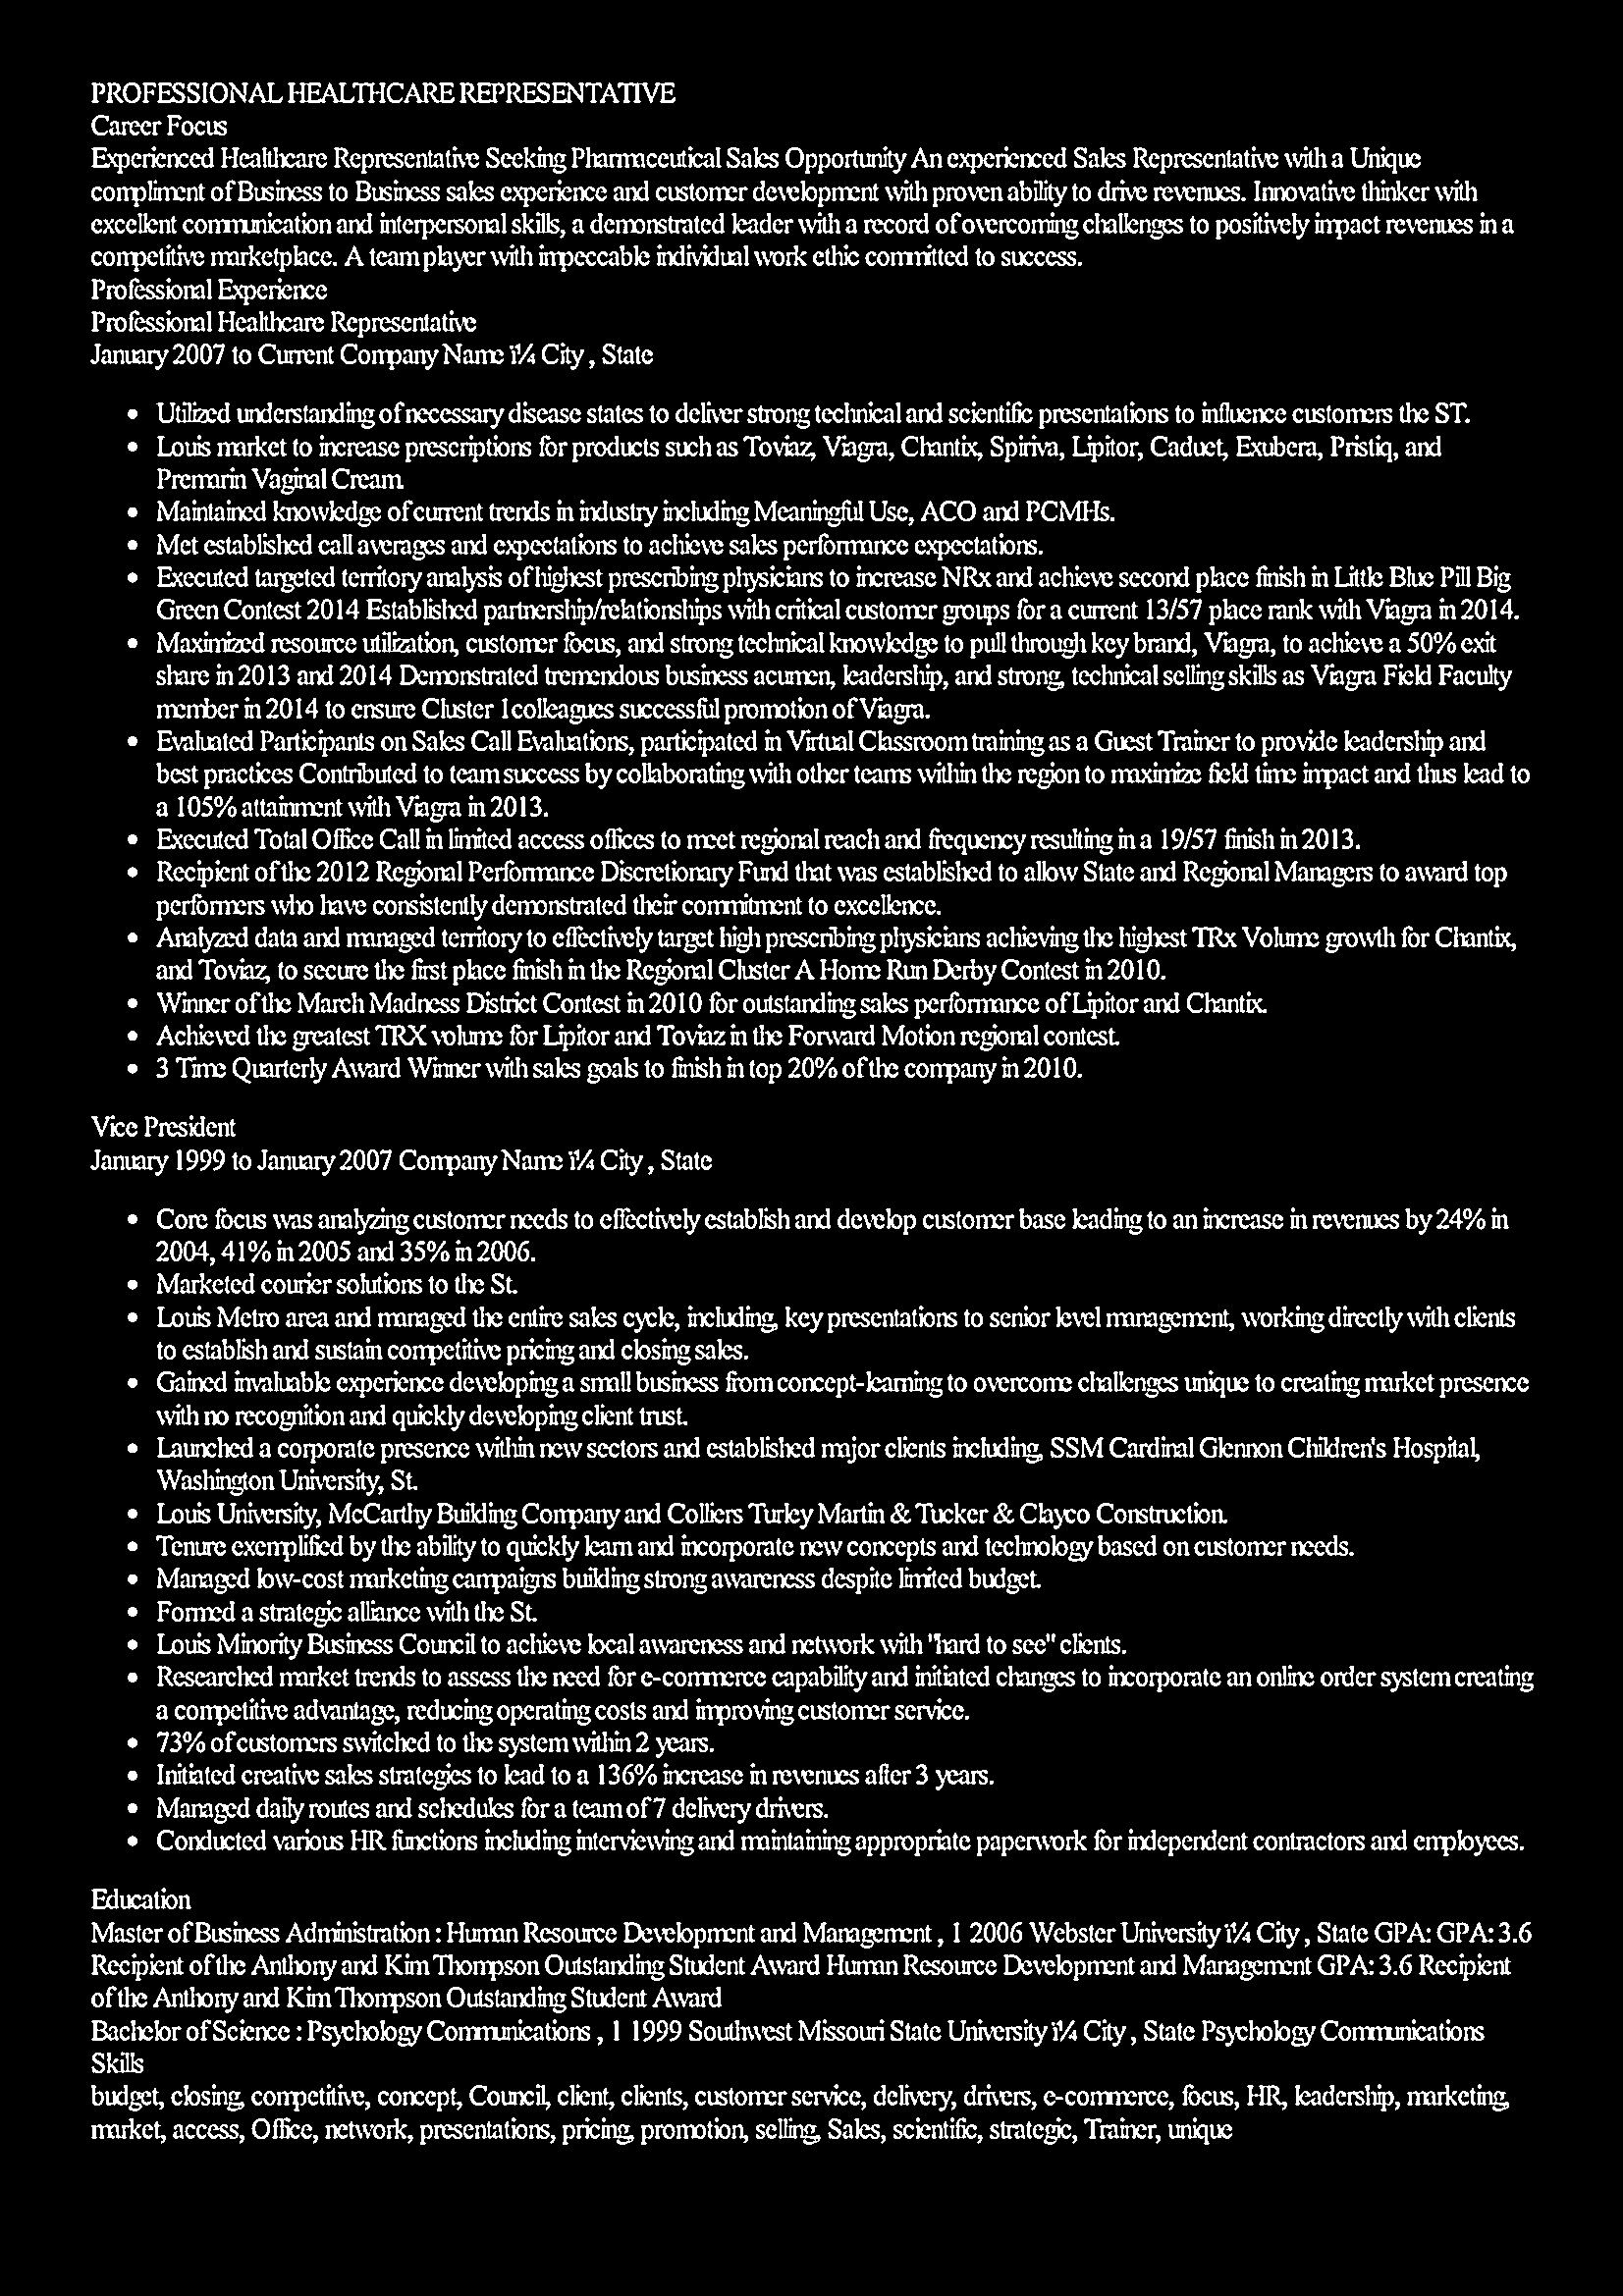 PROFESSIONAL HEALTHCARE REPRESENTATIVE
Career Focus
Experienced Healthcare Representative Seeking Pharmaceutical Sales Opportunity An experienced Sales Representative with a Unique
compliment of Business to Business sales experience and customer development with proven ability to drive revenues. Innovative thinker with
excellent communication and interpersonal skills, a demonstrated leader with a record of overcoming challenges to positively impact revenues in a
competitive marketplace. A team player with impeccable individual work ethic committed to success.
Professional Experience
Professional Healthcare Representative
January 2007 to Current Company Name ï¼ City , State
• Utilized understanding of necessary disease states to deliver strong technical and scientific presentations to influence customers the ST.
• Louis market to increase prescriptions for products such as Toviaz, Viagra, Chantix, Spiriva, Lipitor, Caduet, Exubera, Pristiq, and
Premarin Vaginal Cream.
• Maintained knowledge of current trends in industry including Meaningful Use, ACO and PCMHs.
• Met established call averages and expectations to achieve sales performance expectations.
• Executed targeted territory analysis of highest prescribing physicians to increase NRx and achieve second place finish in Little Blue Pill Big
Green Contest 2014 Established partnership/relationships with critical customer groups for a current 13/57 place rank with Viagra in 2014.
• Maximized resource utilization, customer focus, and strong technical knowledge to pull through key brand, Viagra, to achieve a 50% exit
share in 2013 and 2014 Demonstrated tremendous business acumen, leadership, and strong, technical selling skills as Viagra Field Faculty
member in 2014 to ensure Cluster 1colleagues successful promotion of Viagra.
• Evaluated Participants on Sales Call Evaluations, participated in Virtual Classroom training as a Guest Trainer to provide leadership and
best practices Contributed to team success by collaborating with other teams within the region to maximize field time impact and thus lead to
a 105% attainment with Viagra in 2013.
• Executed Total Office Call in limited access offices to meet regional reach and frequency resulting in a 19/57 finish in 2013.
• Recipient of the 2012 Regional Performance Discretionary Fund that was established to allow State and Regional Managers to award top
performers who have consistently demonstrated their commitment to excellence.
• Analyzed data and managed territory to effectively target high prescribing physicians achieving the highest TRx Volume growth for Chantix,
and Toviaz, to secure the first place finish in the Regional Cluster A Home Run Derby Contest in 2010.
• Winner of the March Madness District Contest in 2010 for outstanding sales performance of Lipitor and Chantix.
• Achieved the greatest TRX volume for Lipitor and Toviaz in the Forward Motion regional contest.
• 3 Time Quarterly Award Winner with sales goals to finish in top 20% of the company in 2010.
Vice President
January 1999 to January 2007 Company Name ï¼ City , State
• Core focus was analyzing customer needs to effectively establish and develop customer base leading to an increase in revenues by 24% in
2004, 41% in 2005 and 35% in 2006.
• Marketed courier solutions to the St.
• Louis Metro area and managed the entire sales cycle, including, key presentations to senior level management, working directly with clients
to establish and sustain competitive pricing and closing sales.
• Gained invaluable experience developing a small business from concept-learning to overcome challenges unique to creating market presence
with no recognition and quickly developing client trust.
• Launched a corporate presence within new sectors and established major clients including, SSM Cardinal Glennon Children's Hospital,
Washington University, St.
• Louis University, McCarthy Building Company and Colliers Turley Martin & Tucker & Clayco Construction.
• Tenure exemplified by the ability to quickly learn and incorporate new concepts and technology based on customer needs.
• Managed low-cost marketing campaigns building strong awareness despite limited budget.
• Formed a strategic alliance with the St.
• Louis Minority Business Council to achieve local awareness and network with "hard to see" clients.
• Researched market trends to assess the need for e-commerce capability and initiated changes to incorporate an online order system creating
a competitive advantage, reducing operating costs and improving customer service.
• 73% of customers switched to the system within 2 years.
• Initiated creative sales strategies to lead to a 136% increase in revenues after 3 years.
• Managed daily routes and schedules for a team of 7 delivery drivers.
• Conducted various HR functions including interviewing and maintaining appropriate paperwork for independent contractors and employees.
Education
Master of Business Administration : Human Resource Development and Management , 1 2006 Webster University ï¼ City , State GPA: GPA: 3.6
Recipient of the Anthony and Kim Thompson Outstanding Student Award Human Resource Development and Management GPA: 3.6 Recipient
of the Anthony and Kim Thompson Outstanding Student Award
Bachelor of Science : Psychology Communications , 1 1999 Southwest Missouri State University ï¼ City , State Psychology Communications
Skills
budget, closing, competitive, concept, Council, client, clients, customer service, delivery, drivers, e-commerce, focus, HR, leadership, marketing,
market, access, Office, network, presentations, pricing, promotion, selling, Sales, scientific, strategic, Trainer, unique